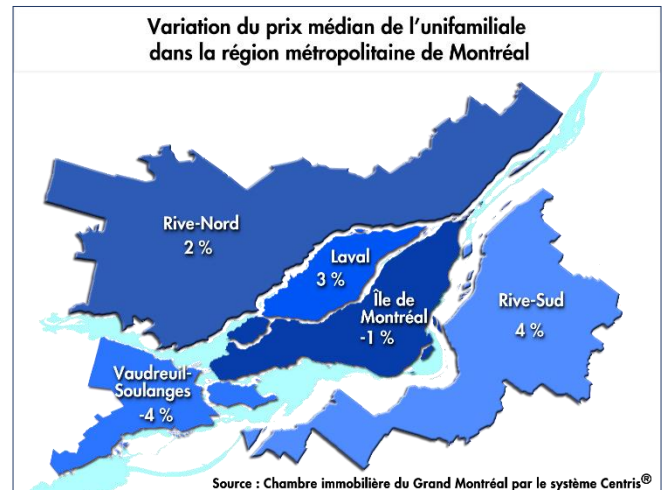 Variation du prix médian de l'unifamiliale
dans la région métropolitaine de Montréal
Rive-Nord
2 %
Laval
3 %
Île de
Montréal
-1 %
Rive-Sud
4 %
Vaudreuil-
Soulanges
-4 %
Source : Chambre immobilière du Grand Montréal par le système Centris®